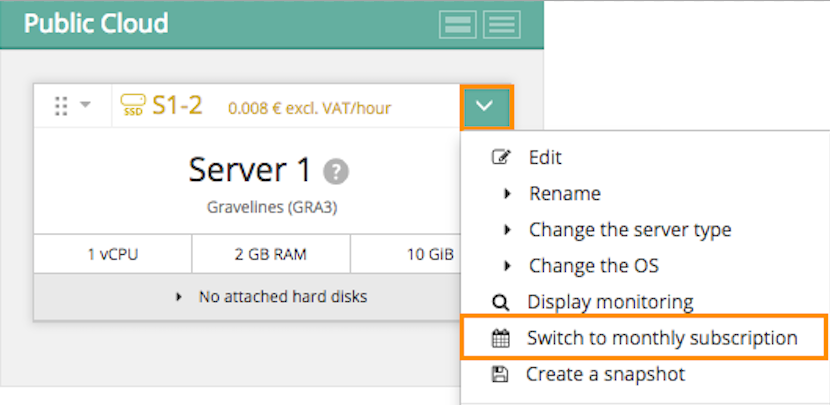 Public Cloud
SSD S1-2 0.008 € excl. VAT/hour
Server 1 ?
Gravelines (GRA3)
1 vCPU 2 GB RAM 10 GiB
No attached hard disks
Edit
Rename
Change the server type
Change the OS
Display monitoring
Switch to monthly subscription
Create a snapshot